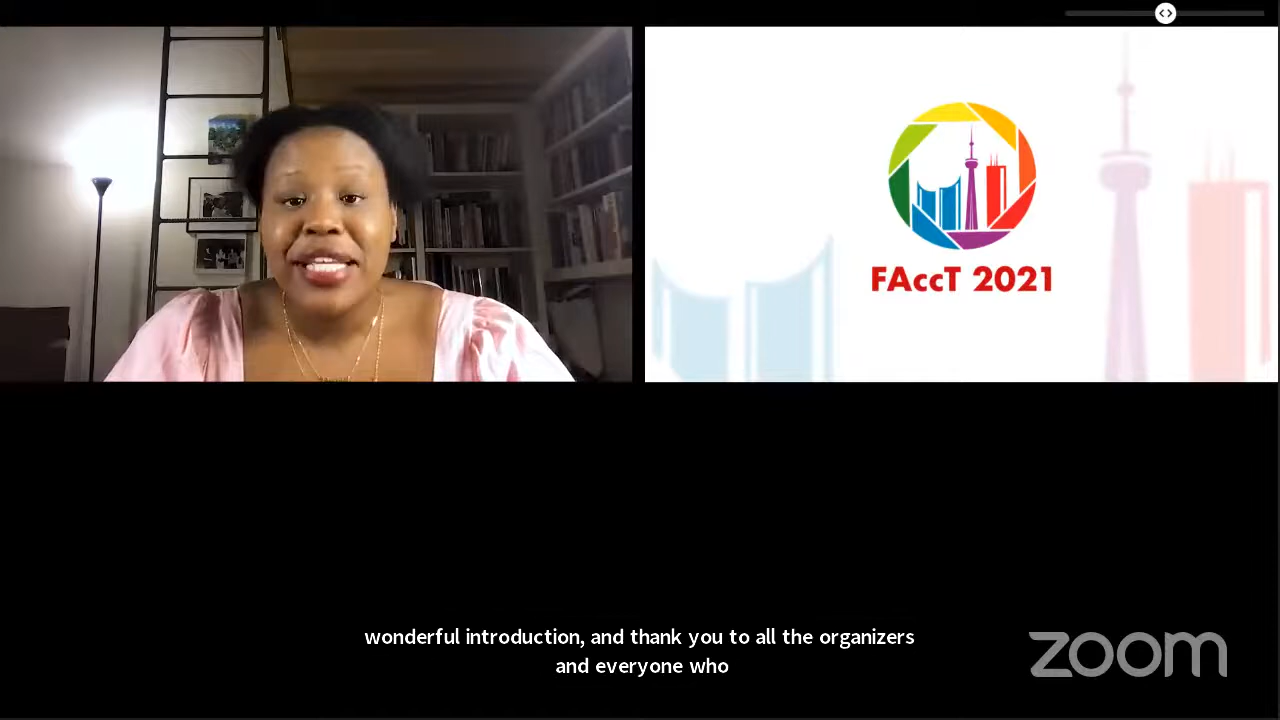 FAccT 2021
wonderful introduction, and thank you to all the organizers
and everyone who
zoom